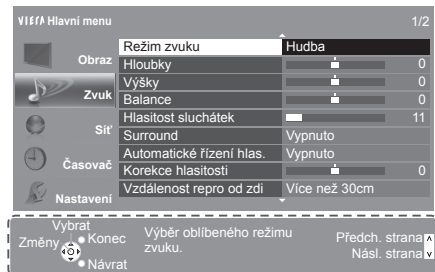 VIErA Hlavní menu 1/2
Obraz
Zvuk
Síť
Časovač
Nastavení
Režim zvuku Hudba
Hloubky 0
Výšky 0
Balance 0
Hlasitost sluchátek 11
Surround Vypnuto
Automatické řízení hlas. Vypnuto
Korekce hlasitosti 0
Vzdálenost repro od zdi Více než 30cm
Vybrat
Změny
Konec
Návrat
Výběr oblíbeného režimu
zvuku.
Předch. strana
Násl. strana